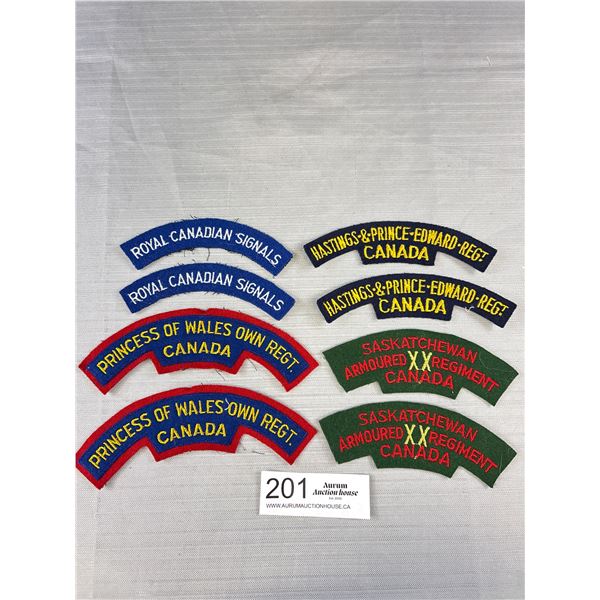 ROYAL-CANADIAN SIGNALS
ROYAL-CANADIAN SIGNALS
PRINCESS OF WALES OWN REGT.
CANADA
PRINCESS OF WALES OWN REGT.
CANADA
HASTINGS-&-PRINCE-EDWARD-REGT
CANADA
HASTINGS-&-PRINCE-EDWARD-REGT
CANADA
SASKATCHEWAN
ARMOURED XX REGIMENT
CANADA
SASKATCHEWAN
ARMOURED XX REGIMENT
CANADA
201
Aurum
Auction house
WWW.AURUMAUCTIONHOUSE.CA